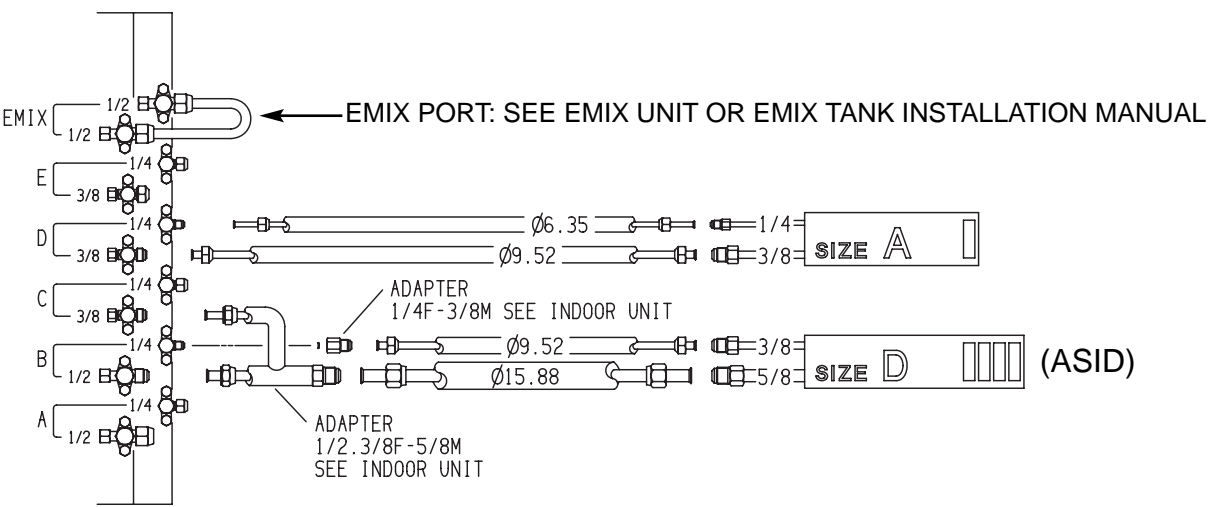 EMIX
1/2
1/2
EMIX PORT: SEE EMIX UNIT OR EMIX TANK INSTALLATION MANUAL
E
1/4
3/8
D
1/4
3/8
Ø6.35
1/4
Ø9.52
3/8
SIZE A
C
1/4
3/8
ADAPTER
1/4F-3/8M SEE INDOOR UNIT
B
1/4
1/2
Ø9.52
3/8
Ø15.88
5/8
SIZE D
(ASID)
A
1/4
1/2
ADAPTER
1/2.3/8F-5/8M
SEE INDOOR UNIT